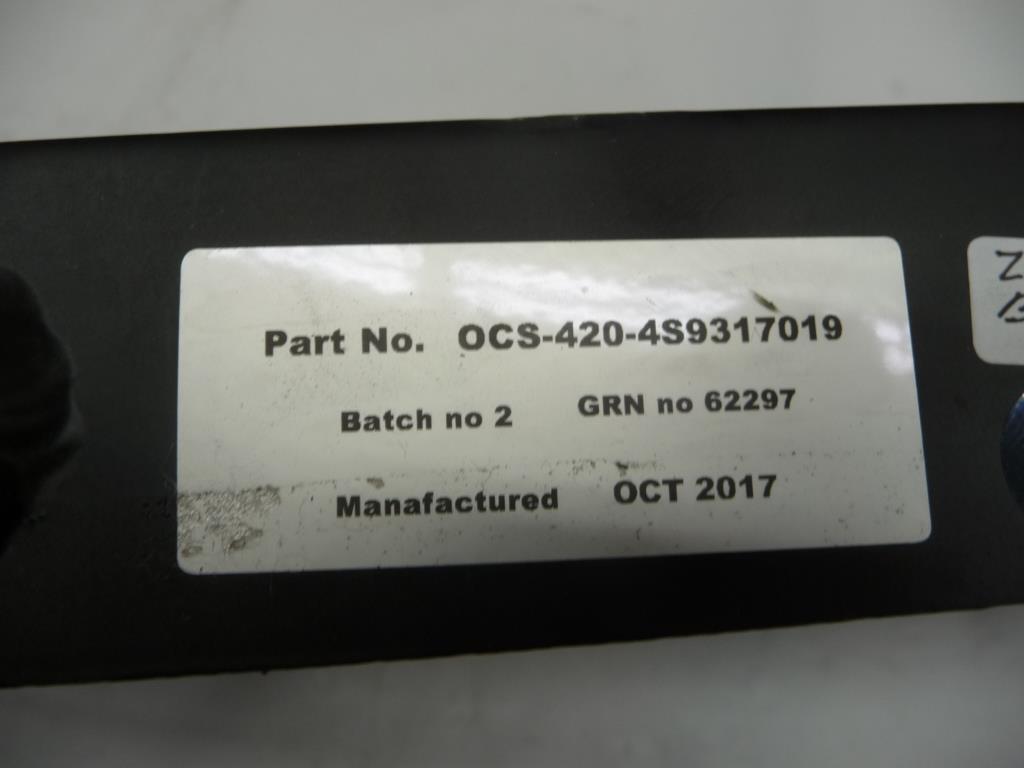 Part No. OCS-420-4S9317019
Batch no 2 GRN no 62297
Manafactured OCT 2017